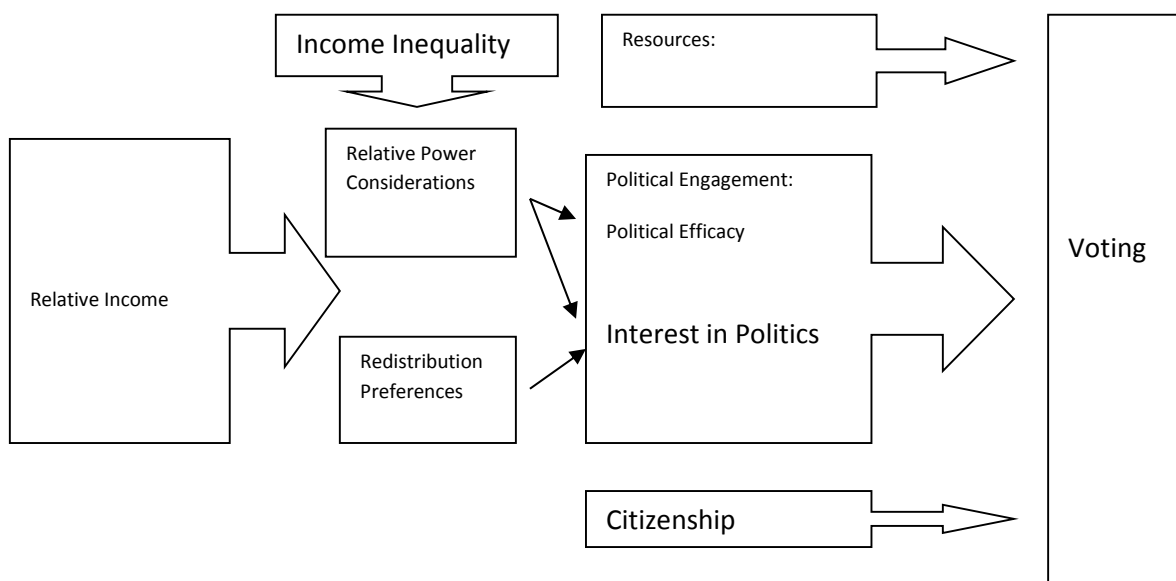 Income Inequality
Resources:
Relative Power
Considerations
Political Engagement:
Political Efficacy
Voting
Relative Income
Interest in Politics
Redistribution
Preferences
Citizenship